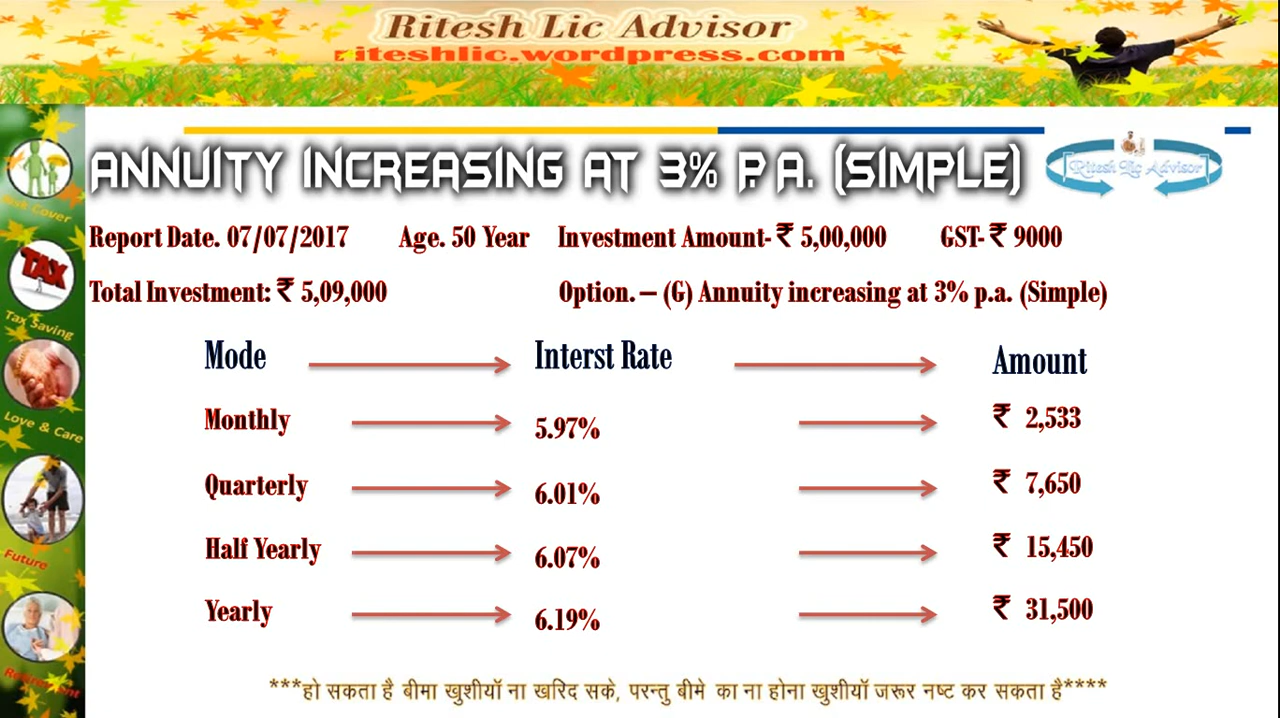 Ritesh Lic Advisor
riteshlic.wordpress.com
ANNUITY INCREASING AT 3% P.A. (SIMPLE)
Ritesh Lic Advisor
Report Date. 07/07/2017 Age. 50 Year Investment Amount- ₹ 5,00,000 GST- ₹ 9000
Total Investment: ₹ 5,09,000 Option. – (G) Annuity increasing at 3% p.a. (Simple)
Mode Interst Rate Amount
Monthly 5.97% ₹ 2,533
Quarterly 6.01% ₹ 7,650
Half Yearly 6.07% ₹ 15,450
Yearly 6.19% ₹ 31,500
Risk Cover
TAX
Tax Saving
Love & Care
Future
Retirement
***हो सकता है बीमा खुशीयॉ ना खरिद सके, परन्तु बीमे का ना होना खुशीयॉ जरूर नष्ट कर सकता है****